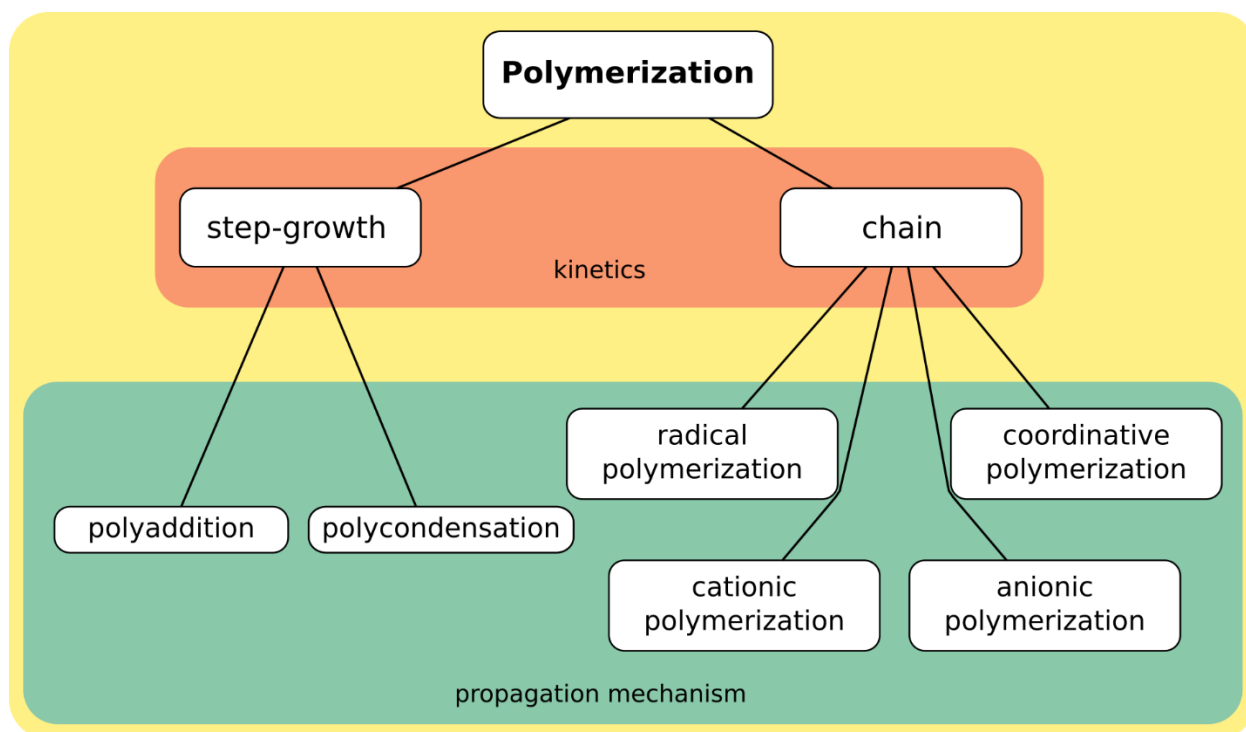 Polymerization
step-growth
chain
kinetics
radical
polymerization
coordinative
polymerization
polyaddition
polycondensation
cationic
polymerization
anionic
polymerization
propagation mechanism